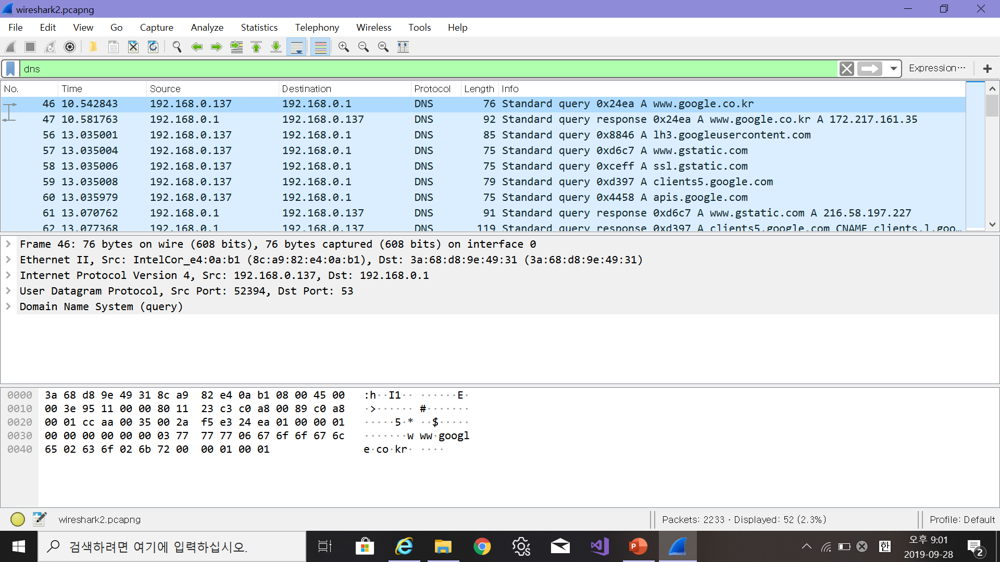 wireshark2.pcapng
File Edit View Go Capture Analyze Statistics Telephony Wireless Tools Help
dns Expression…
No. Time Source Destination Protocol Length Info
46 10.542843 192.168.0.137 192.168.0.1 DNS 76 Standard query 0x24ea A www.google.co.kr
47 10.581763 192.168.0.1 192.168.0.137 DNS 92 Standard query response 0x24ea A www.google.co.kr A 172.217.161.35
56 13.035001 192.168.0.137 192.168.0.1 DNS 85 Standard query 0x8846 A lh3.googleusercontent.com
57 13.035004 192.168.0.137 192.168.0.1 DNS 75 Standard query 0xd6c7 A www.gstatic.com
58 13.035006 192.168.0.137 192.168.0.1 DNS 75 Standard query 0xceff A ssl.gstatic.com
59 13.035008 192.168.0.137 192.168.0.1 DNS 79 Standard query 0xd397 A clients5.google.com
60 13.035979 192.168.0.137 192.168.0.1 DNS 75 Standard query 0x4458 A apis.google.com
61 13.070762 192.168.0.1 192.168.0.137 DNS 91 Standard query response 0xd6c7 A www.gstatic.com A 216.58.197.227
62 13.077368 192.168.0.1 192.168.0.137 DNS 119 Standard query response 0xd397 A clients5.google.com CNAME clients.l.goo…
Frame 46: 76 bytes on wire (608 bits), 76 bytes captured (608 bits) on interface 0
Ethernet II, Src: IntelCor_e4:0a:b1 (8c:a9:82:e4:0a:b1), Dst: 3a:68:d8:9e:49:31 (3a:68:d8:9e:49:31)
Internet Protocol Version 4, Src: 192.168.0.137, Dst: 192.168.0.1
User Datagram Protocol, Src Port: 52394, Dst Port: 53
Domain Name System (query)
0000 3a 68 d8 9e 49 31 8c a9 82 e4 0a b1 08 00 45 00 :h··I1·· ······E·
0010 00 3e 95 11 00 00 80 11 23 c3 c0 a8 00 89 c0 a8 ·>······ #·······
0020 00 01 cc aa 00 35 00 2a f5 e3 24 ea 01 00 00 01 ·····5·* ··$·····
0030 00 00 00 00 00 00 03 77 77 77 06 67 6f 6f 67 6c ·······w ww·googl
0040 65 02 63 6f 02 6b 72 00 00 01 00 01 e·co·kr· ····
wireshark2.pcapng Packets: 2233 · Displayed: 52 (2.3%) Profile: Default
검색하려면 여기에 입력하십시오. 한 오후 9:01
2019-09-28 2